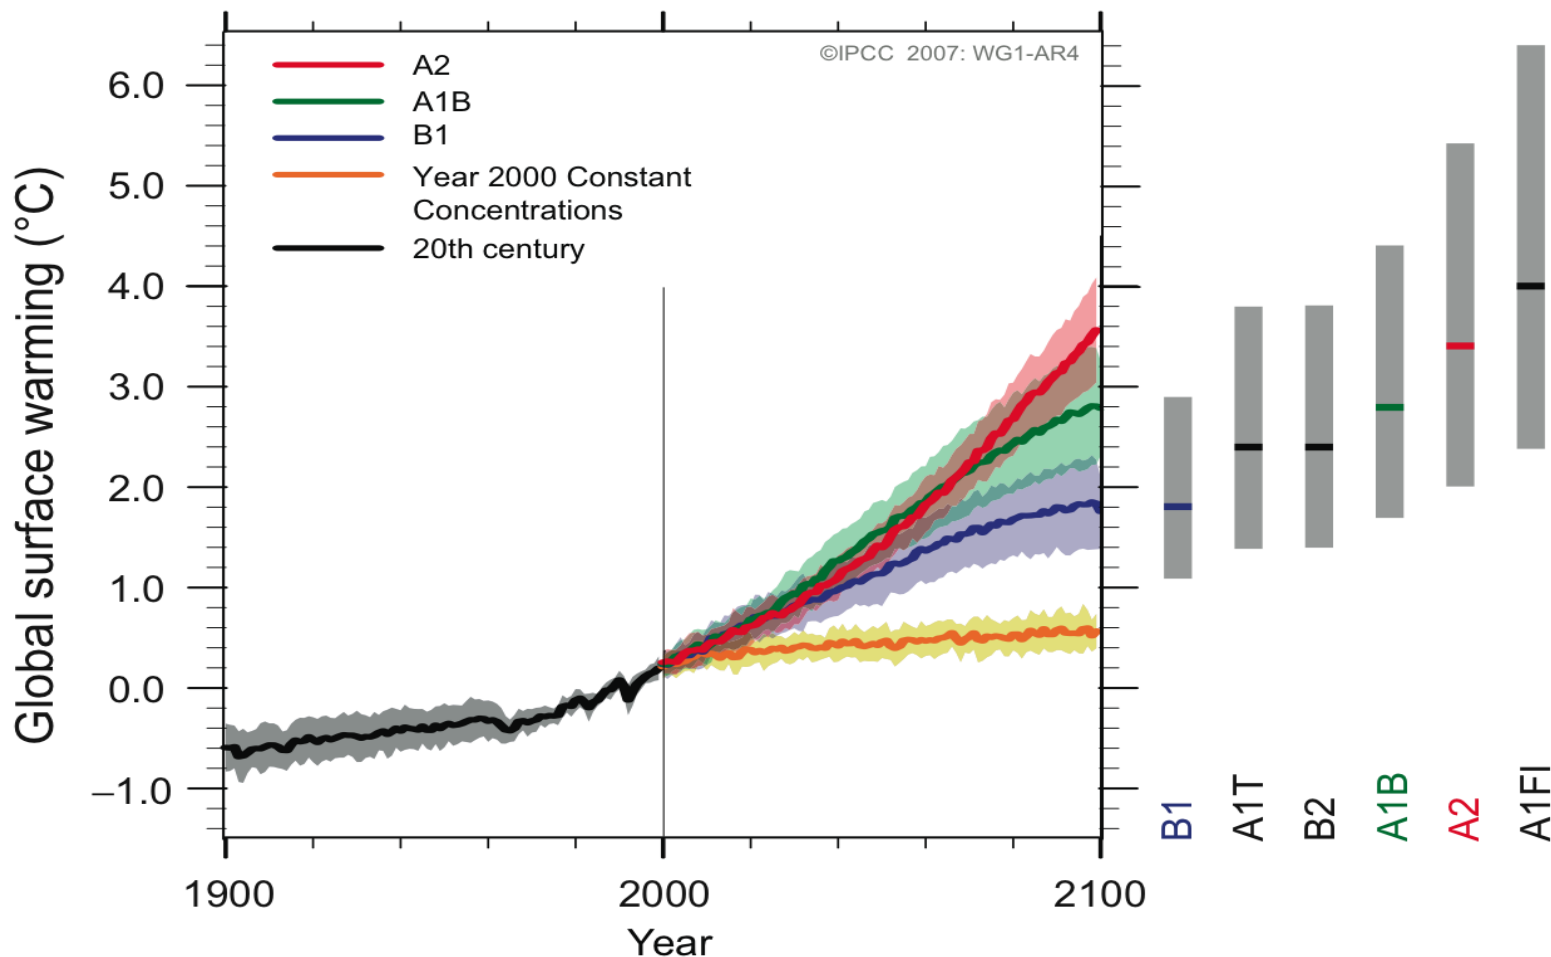 ©IPCC 2007: WG1-AR4
A2
A1B
B1
Year 2000 Constant
Concentrations
20th century
Global surface warming (°C)
6.0
5.0
4.0
3.0
2.0
1.0
0.0
–1.0
1900
2000
2100
Year
B1
A1T
B2
A1B
A2
A1FI